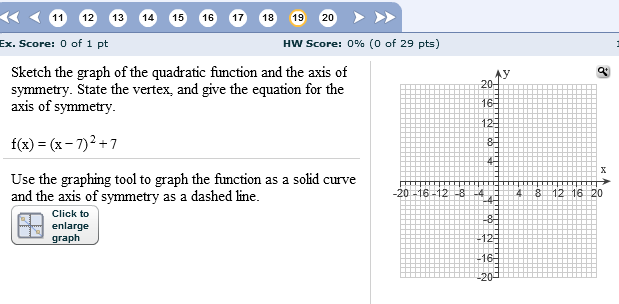 11 12 13 14 15 16 17 18 19 20
Ex. Score: 0 of 1 pt
HW Score: 0% (0 of 29 pts)
Sketch the graph of the quadratic function and the axis of
symmetry. State the vertex, and give the equation for the
axis of symmetry.
f(x) = (x − 7)² + 7
Use the graphing tool to graph the function as a solid curve
and the axis of symmetry as a dashed line.
Click to
enlarge
graph
y
20
16
12
8
4
x
-20 -16 -12 -8 -4 4 8 12 16 20
-4
-8
-12
-16
-20